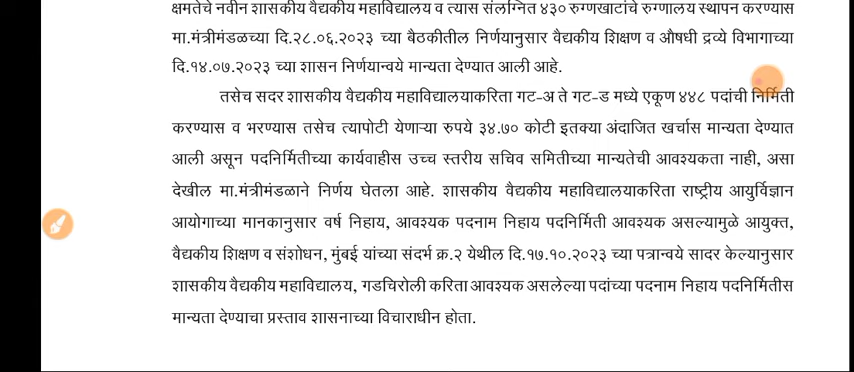 क्षमतेचे नवीन शासकीय वैद्यकीय महाविद्यालय व त्यास संलग्नित ४३० रुग्णखाटांचे रुग्णालय स्थापन करण्यास
मा.मंत्रीमंडळच्या दि.२८.०६.२०२३ च्या बैठकीतील निर्णयानुसार वैद्यकीय शिक्षण व औषधी द्रव्ये विभागाच्या
दि.१४.०७.२०२३ च्या शासन निर्णयान्वये मान्यता देण्यात आली आहे.
तसेच सदर शासकीय वैद्यकीय महाविद्यालयाकरिता गट-अ ते गट-ड मध्ये एकूण ४४८ पदांची निर्मिती
करण्यास व भरण्यास तसेच त्यापोटी येणाऱ्या रुपये ३४.७० कोटी इतक्या अंदाजित खर्चास मान्यता देण्यात
आली असून पदनिर्मितीच्या कार्यवाहीस उच्च स्तरीय सचिव समितीच्या मान्यतेची आवश्यकता नाही, असा
देखील मा.मंत्रीमंडळाने निर्णय घेतला आहे. शासकीय वैद्यकीय महाविद्यालयाकरिता राष्ट्रीय आयुर्विज्ञान
आयोगाच्या मानकानुसार वर्ष निहाय, आवश्यक पदनाम निहाय पदनिर्मिती आवश्यक असल्यामुळे आयुक्त,
वैद्यकीय शिक्षण व संशोधन, मुंबई यांच्या संदर्भ क्र.२ येथील दि.१७.१०.२०२३ च्या पत्रान्वये सादर केल्यानुसार
शासकीय वैद्यकीय महाविद्यालय, गडचिरोली करिता आवश्यक असलेल्या पदांच्या पदनाम निहाय पदनिर्मितीस
मान्यता देण्याचा प्रस्ताव शासनाच्या विचाराधीन होता.